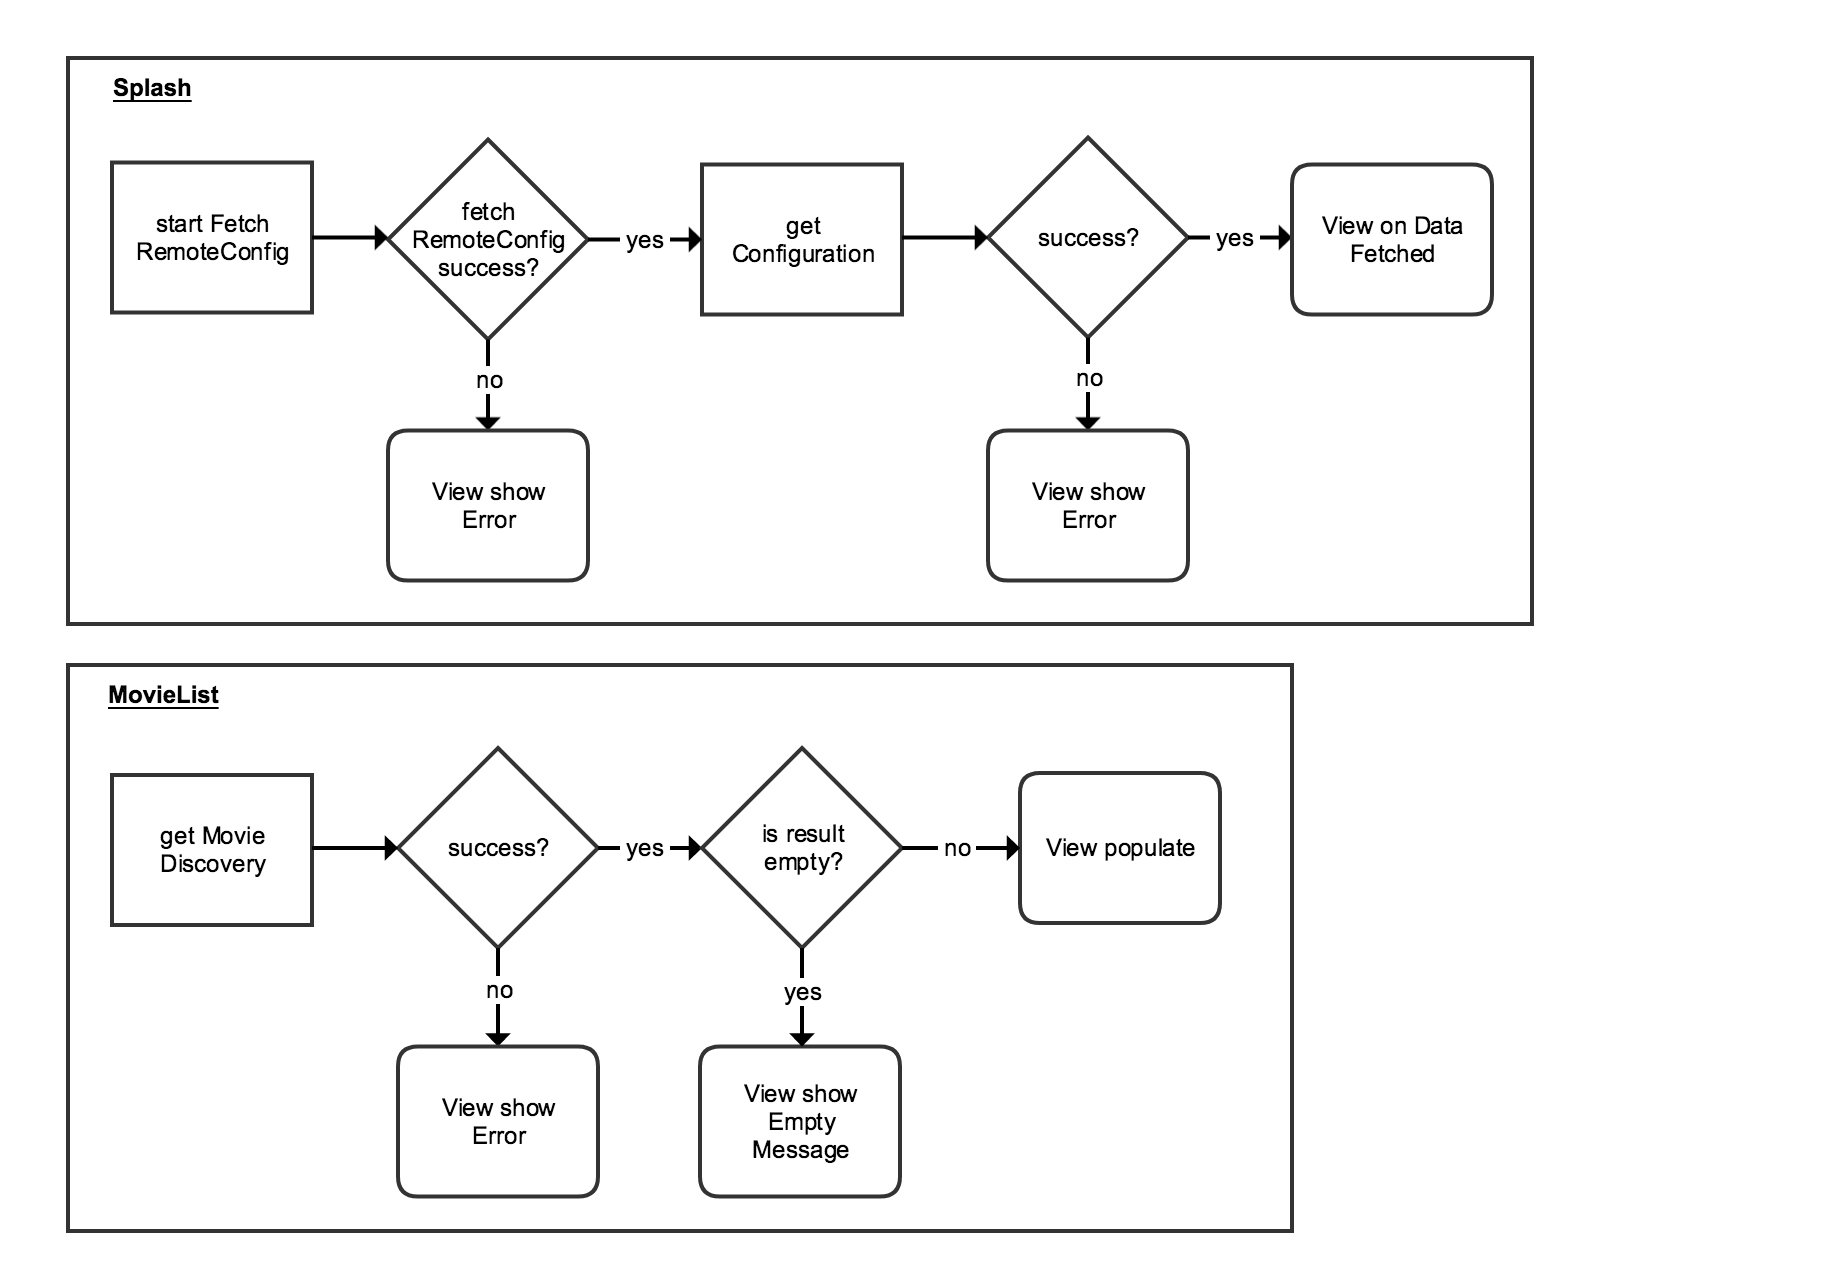 Splash
start Fetch
RemoteConfig
fetch
RemoteConfig
success?
yes
get
Configuration
success?
yes
View on Data
Fetched
no
no
View show
Error
View show
Error
MovieList
get Movie
Discovery
success?
yes
is result
empty?
no
View populate
no
yes
View show
Error
View show
Empty
Message